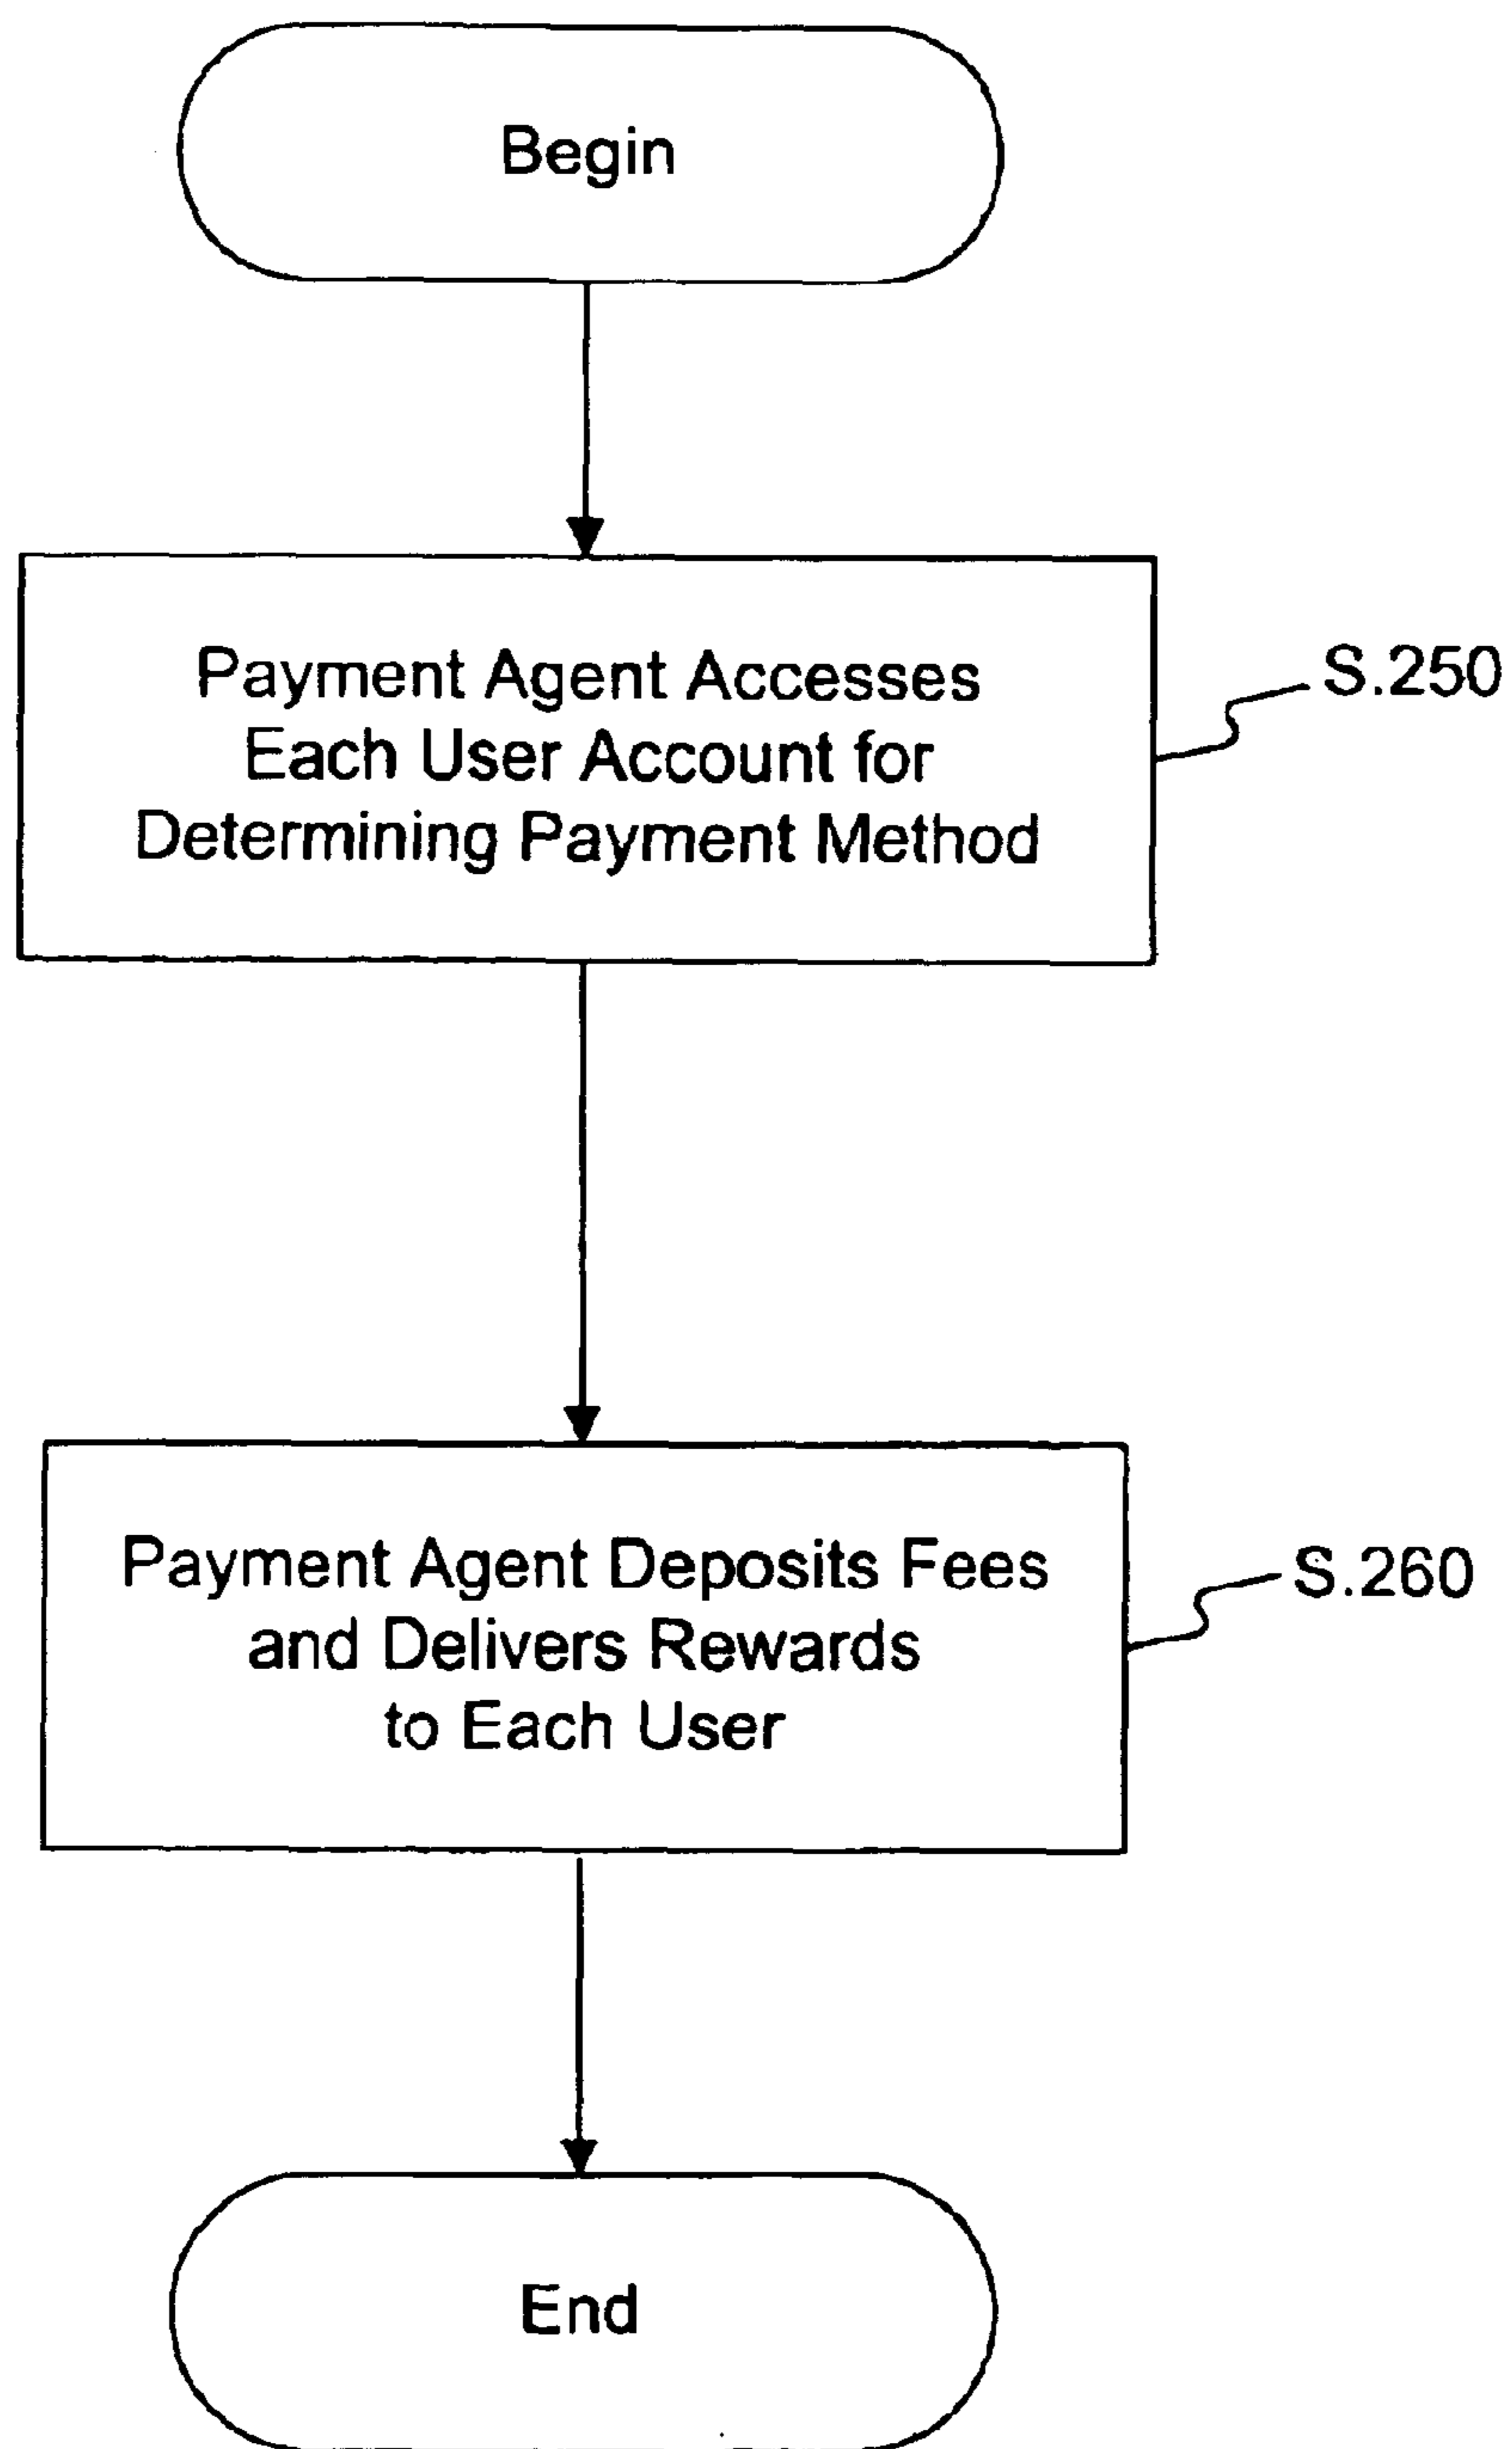 Begin
Payment Agent Accesses
Each User Account for
Determining Payment Method
S.250
Payment Agent Deposits Fees
and Delivers Rewards
to Each User
S.260
End